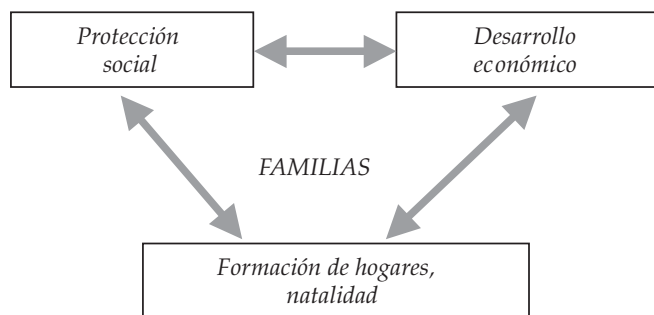 Protección
social
Desarrollo
económico
FAMILIAS
Formación de hogares,
natalidad